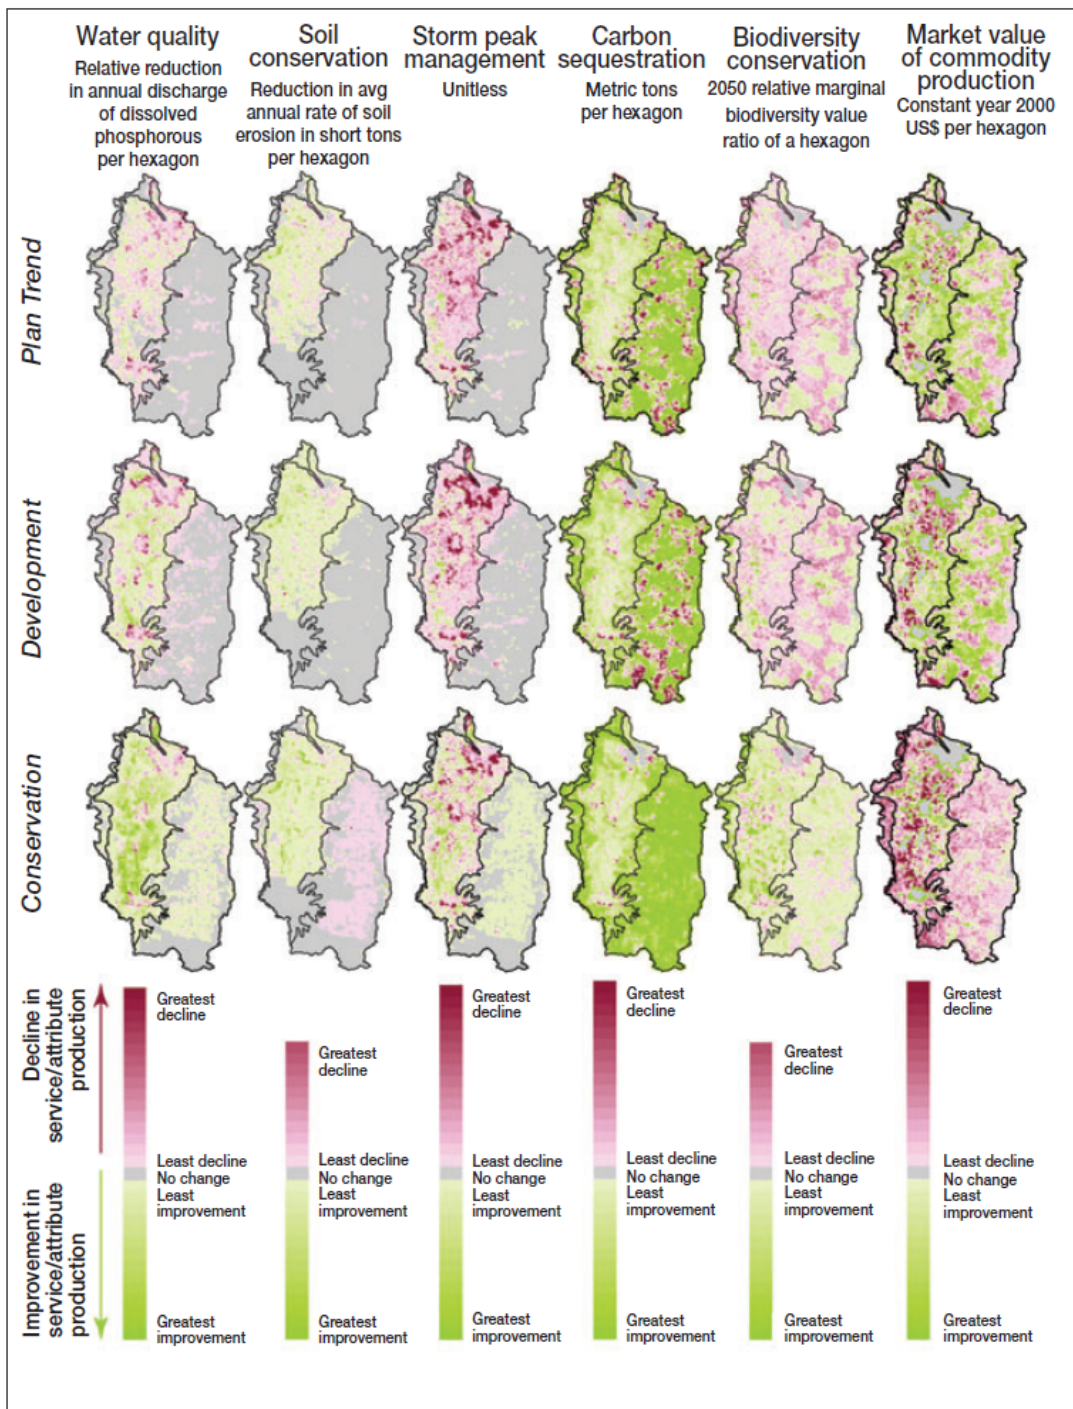 Water quality
Relative reduction
in annual discharge
of dissolved
phosphorous
per hexagon
Soil
conservation
Reduction in avg
annual rate of soil
erosion in short tons
per hexagon
Storm peak
management
Unitless
Carbon
sequestration
Metric tons
per hexagon
Biodiversity
conservation
2050 relative marginal
biodiversity value
ratio of a hexagon
Market value
of commodity
production
Constant year 2000
US$ per hexagon
Plan Trend
Development
Conservation
Decline in
service/attribute
production
Improvement in
service/attribute
production
Greatest
decline
Least decline
No change
Least
improvement
Greatest
improvement
Greatest
decline
Least decline
No change
Least
improvement
Greatest
improvement
Greatest
decline
Least decline
No change
Least
improvement
Greatest
improvement
Greatest
decline
Least decline
No change
Least
improvement
Greatest
improvement
Greatest
decline
Least decline
No change
Least
improvement
Greatest
improvement
Greatest
decline
Least decline
No change
Least
improvement
Greatest
improvement